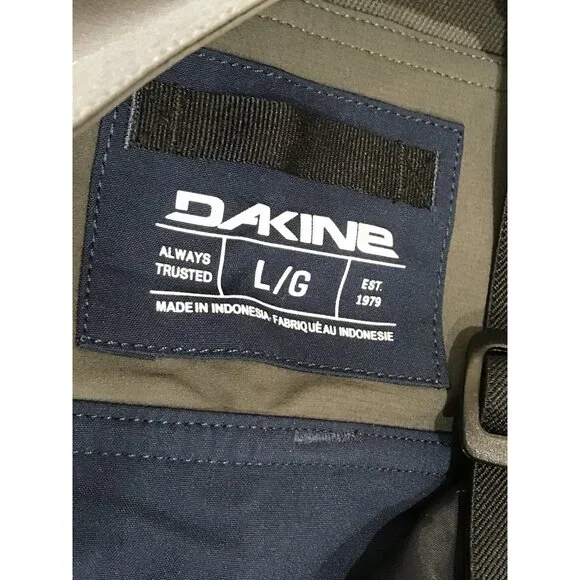 DAKINE
ALWAYS
TRUSTED
L/G
EST.
1979
MADE IN INDONESIA-FABRIQUÉ AU INDONESIE